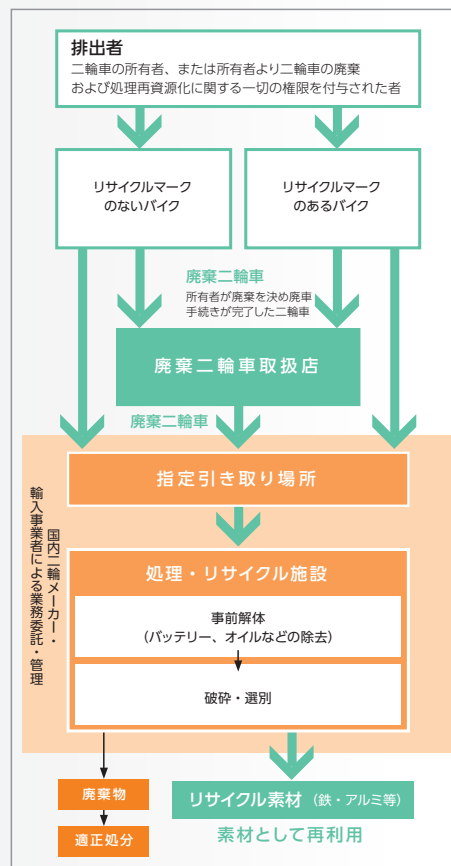 排出者
二輪車の所有者、または所有者より二輪車の廃棄
および処理再資源化に関する一切の権限を付与された者
リサイクルマーク
のないバイク
リサイクルマーク
のあるバイク
廃棄二輪車
所有者が廃棄を決め廃車
手続きが完了した二輪車
廃棄二輪車取扱店
廃棄二輪車
指定引き取り場所
国内二輪メーカー・
輸入事業者による業務委託・管理
処理・リサイクル施設
事前解体
(バッテリー、オイルなどの除去)
破砕・選別
廃棄物
適正処分
リサイクル素材(鉄・アルミ等)
素材として再利用